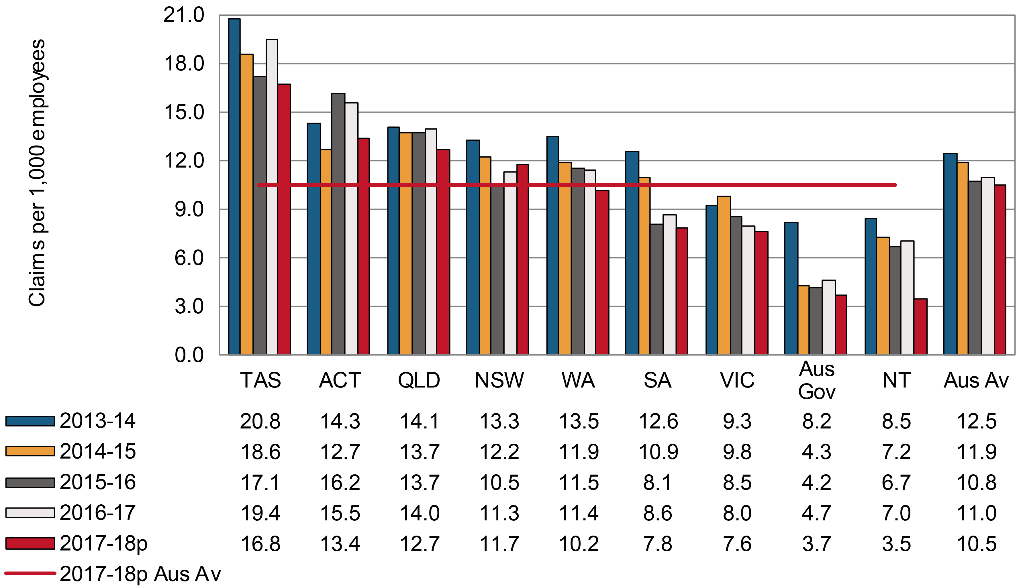 Claims per 1,000 employees
21.0
18.0
15.0
12.0
9.0
6.0
3.0
0.0
TAS ACT QLD NSW WA SA VIC Aus Gov NT Aus Av
2013-14 20.8 14.3 14.1 13.3 13.5 12.6 9.3 8.2 8.5 12.5
2014-15 18.6 12.7 13.7 12.2 11.9 10.9 9.8 4.3 7.2 11.9
2015-16 17.1 16.2 13.7 10.5 11.5 8.1 8.5 4.2 6.7 10.8
2016-17 19.4 15.5 14.0 11.3 11.4 8.6 8.0 4.7 7.0 11.0
2017-18p 16.8 13.4 12.7 11.7 10.2 7.8 7.6 3.7 3.5 10.5
2017-18p Aus Av